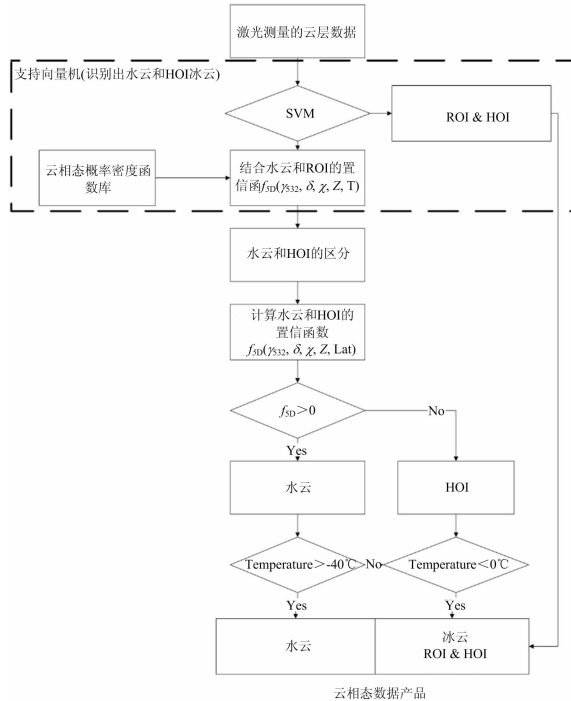 激光测量的云层数据
支持向量机(识别出水云和HOI冰云)
SVM
ROI & HOI
云相态概率密度函
数库
结合水云和ROI的置
信函f5D(γ532, δ, χ, Z, T)
水云和HOI的区分
计算水云和HOI的
置信函数
f5D(γ532, δ, χ, Z, Lat)
f5D＞0
No
Yes
水云
HOI
Temperature＞-40℃
No
Temperature＜0℃
Yes
Yes
水云
冰云
ROI & HOI
云相态数据产品